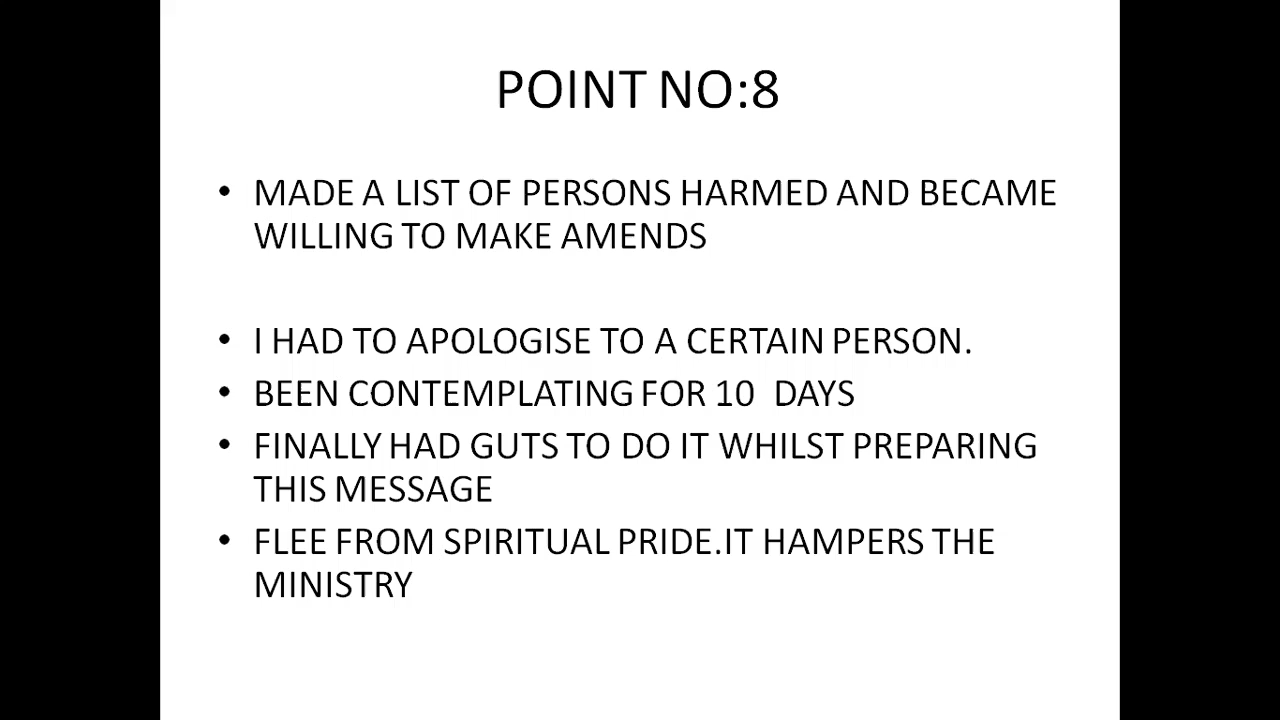 POINT NO:8
• MADE A LIST OF PERSONS HARMED AND BECAME
WILLING TO MAKE AMENDS
• I HAD TO APOLOGISE TO A CERTAIN PERSON.
• BEEN CONTEMPLATING FOR 10  DAYS
• FINALLY HAD GUTS TO DO IT WHILST PREPARING
THIS MESSAGE
• FLEE FROM SPIRITUAL PRIDE.IT HAMPERS THE
MINISTRY